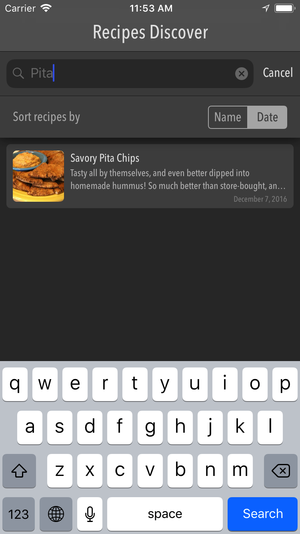 Carrier 11:53 AM
Recipes Discover
Pita Cancel
Sort recipes by Name Date
Savory Pita Chips
Tasty all by themselves, and even better dipped into
homemade hummus! So much better than store-bought, an...
December 7, 2016
q w e r t y u i o p
a s d f g h j k l
z x c v b n m
123 space Search